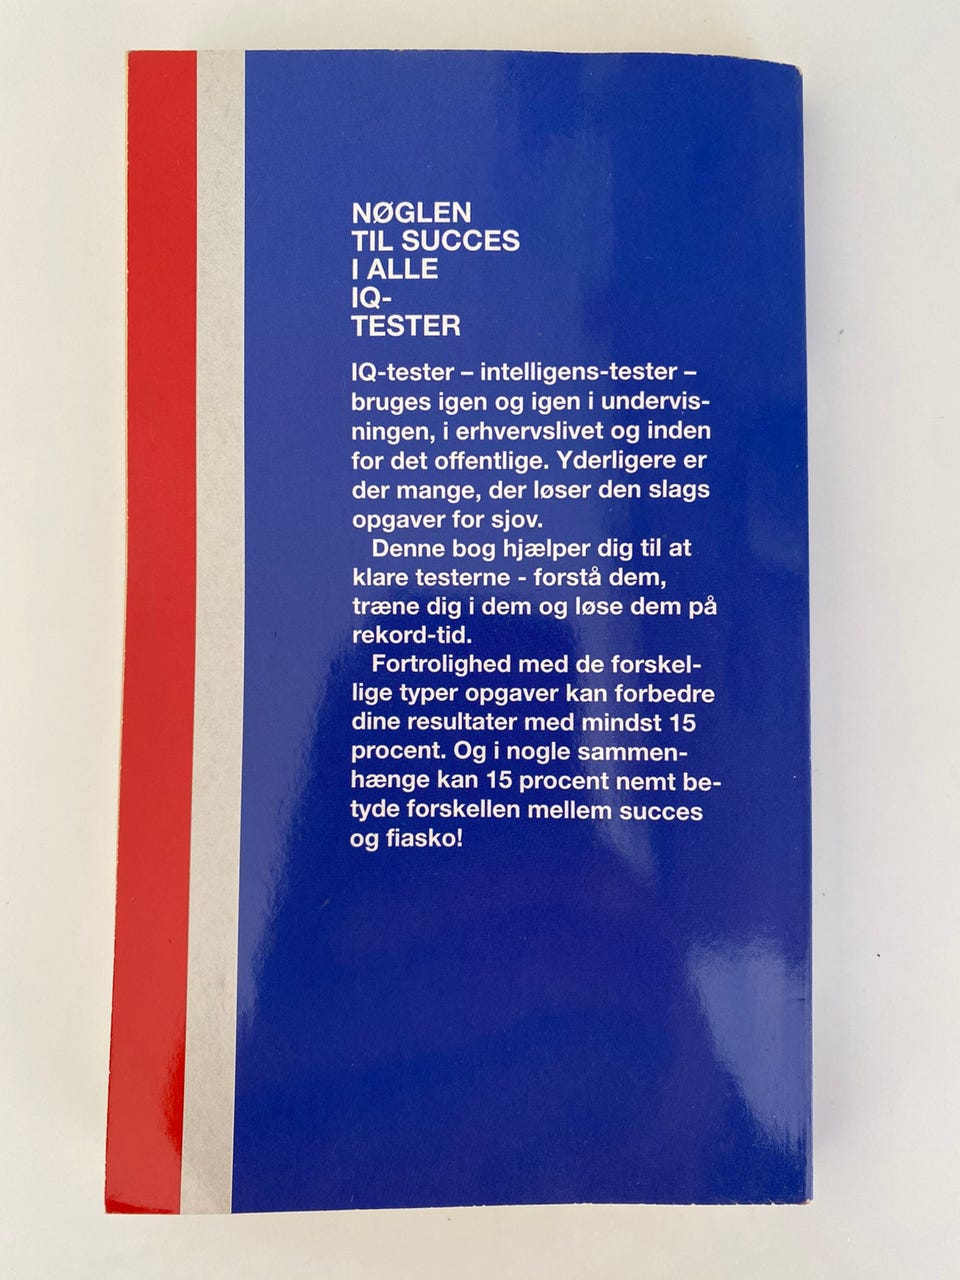 NØGLEN
TIL SUCCES
I ALLE
IQ-
TESTER
IQ-tester – intelligens-tester –
bruges igen og igen i undervis-
ningen, i erhvervslivet og inden
for det offentlige. Yderligere er
der mange, der løser den slags
opgaver for sjov.
Denne bog hjælper dig til at
klare testerne - forstå dem,
træne dig i dem og løse dem på
rekord-tid.
Fortrolighed med de forskel-
lige typer opgaver kan forbedre
dine resultater med mindst 15
procent. Og i nogle sammen-
hænge kan 15 procent nemt be-
tyde forskellen mellem succes
og fiasko!